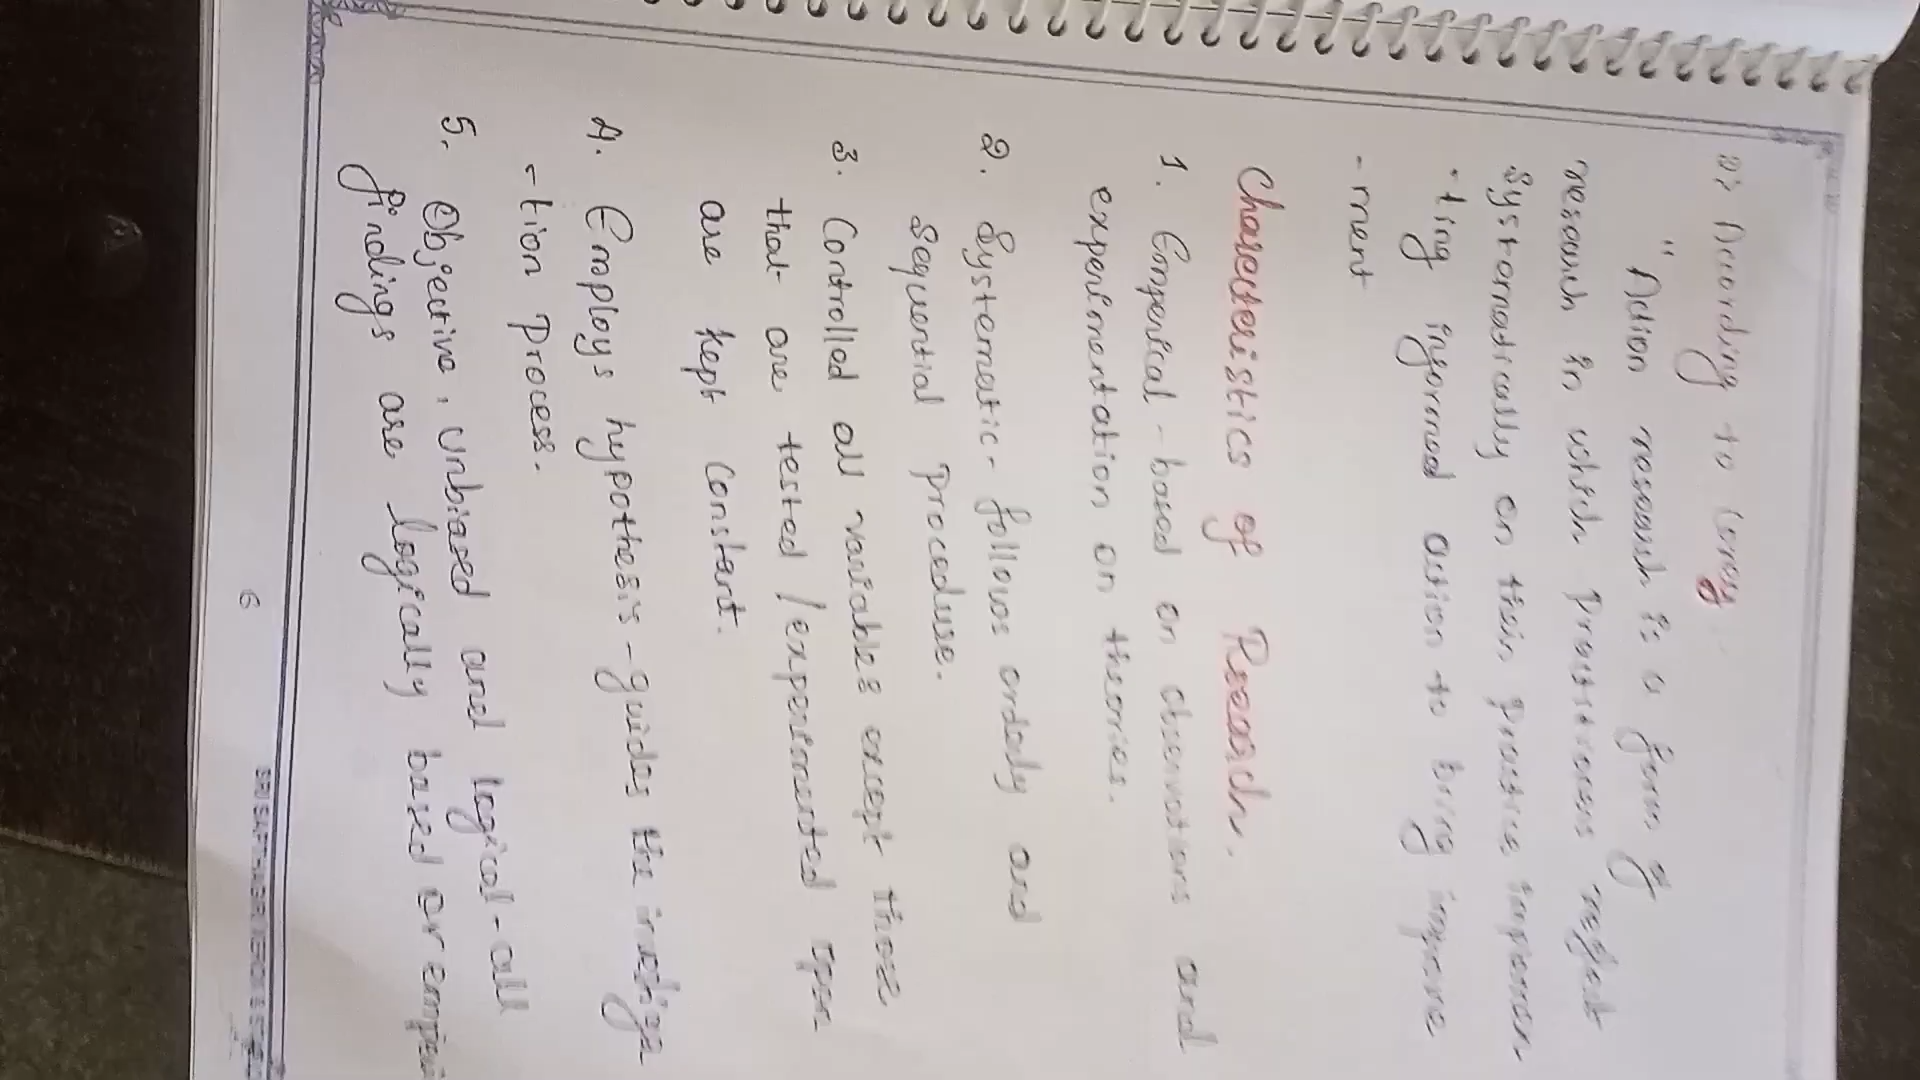 2) According to Corey
"Action research is a form of
research in which Practitioners reflect
systematically on their practice implemen
-ting informed action to bring improve
-ment
Charecteristics of Research.
1. Emperical - based on observations and
experimentation on theories.
2. Systematic - follows orderly and
Sequential Procedure.
3. Controlled all variables except those
that are tested / experimented upon
are kept Constant.
4. Employs hypothesis - guides the investiga
-tion Process.
5. Objective, unbiased and logical - all
findings are logically based on empiri
6